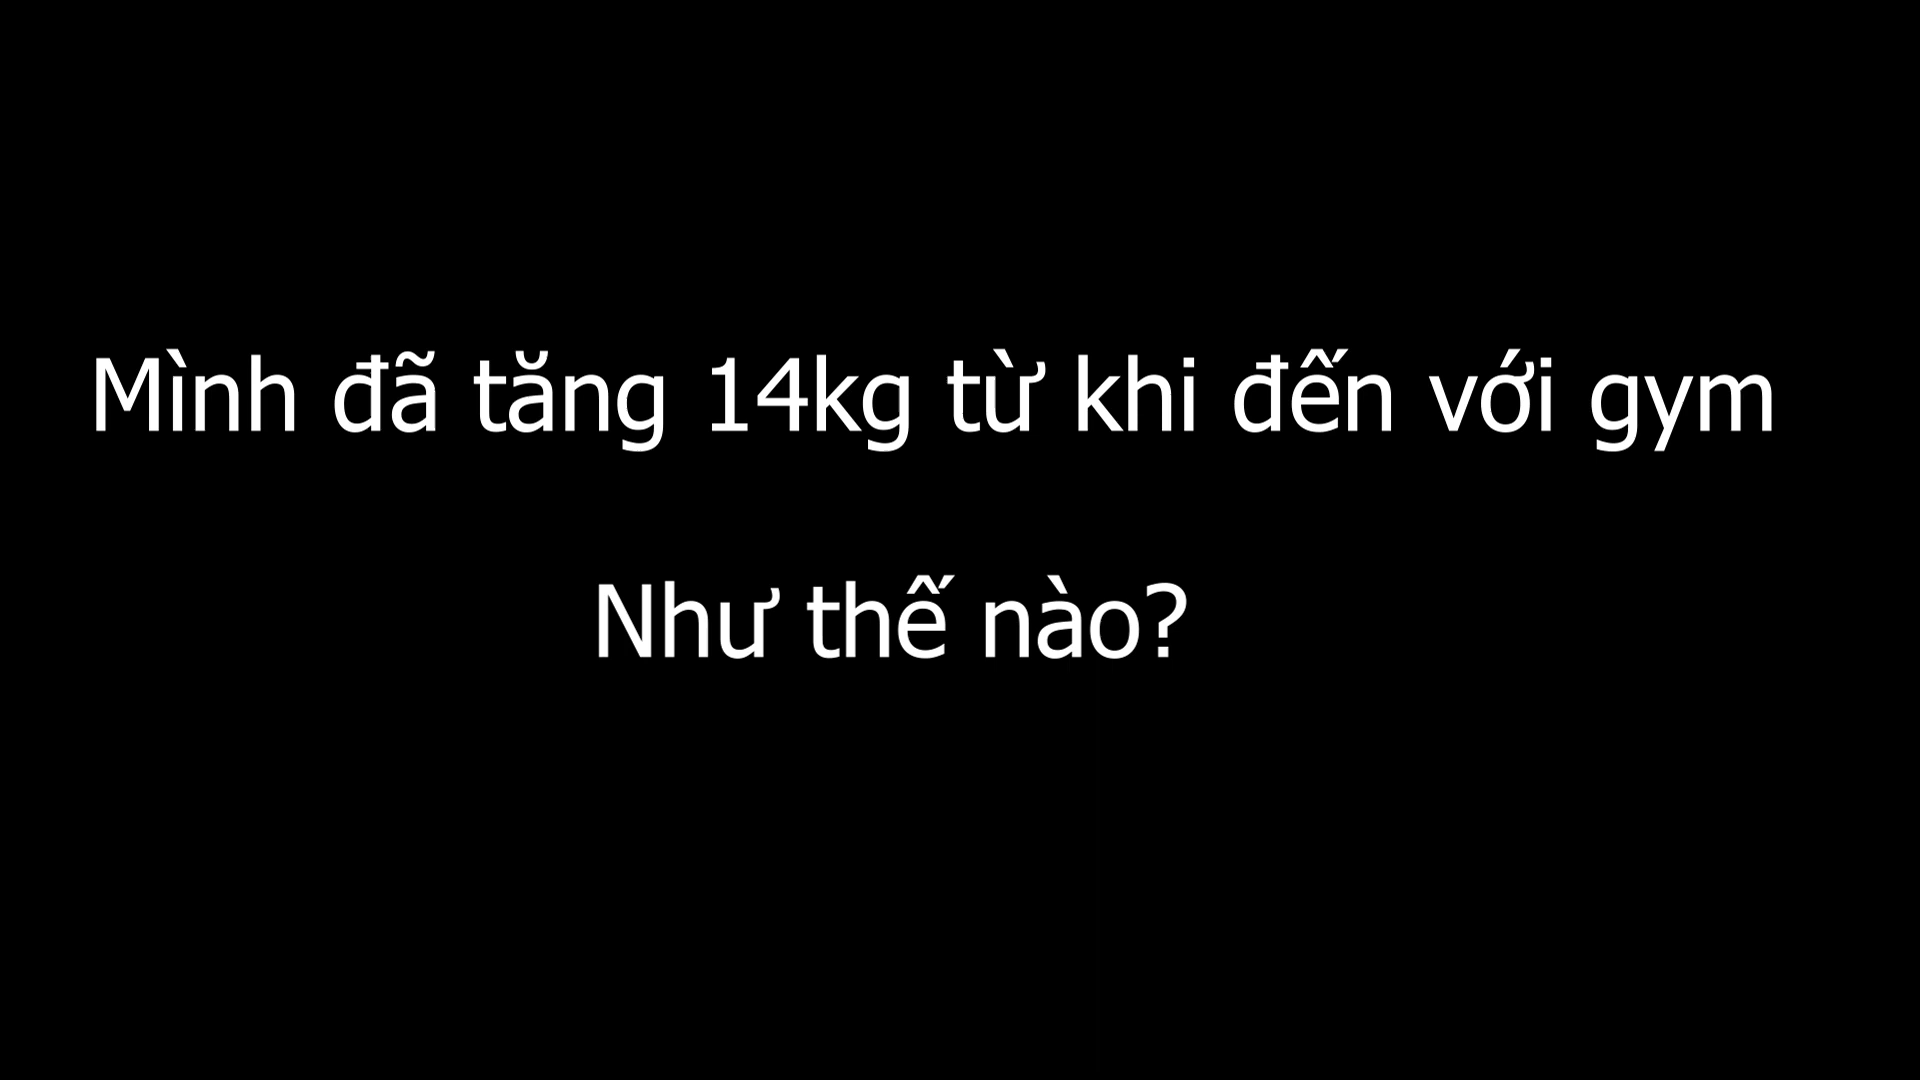 Mình đã tăng 14kg từ khi đến với gym
Như thế nào?